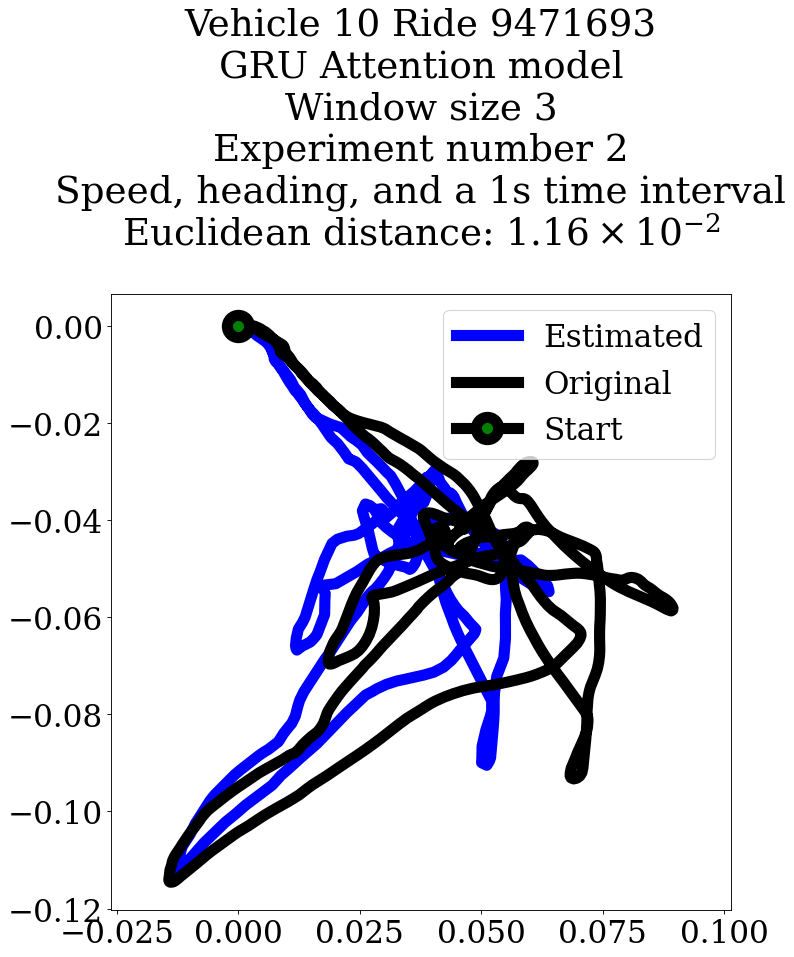 Vehicle 10 Ride 9471693
GRU Attention model
Window size 3
Experiment number 2
Speed, heading, and a 1s time interval
Euclidean distance: 1.16 × 10⁻²
Estimated
Original
Start
0.00
−0.02
−0.04
−0.06
−0.08
−0.10
−0.12
−0.025 0.000 0.025 0.050 0.075 0.100